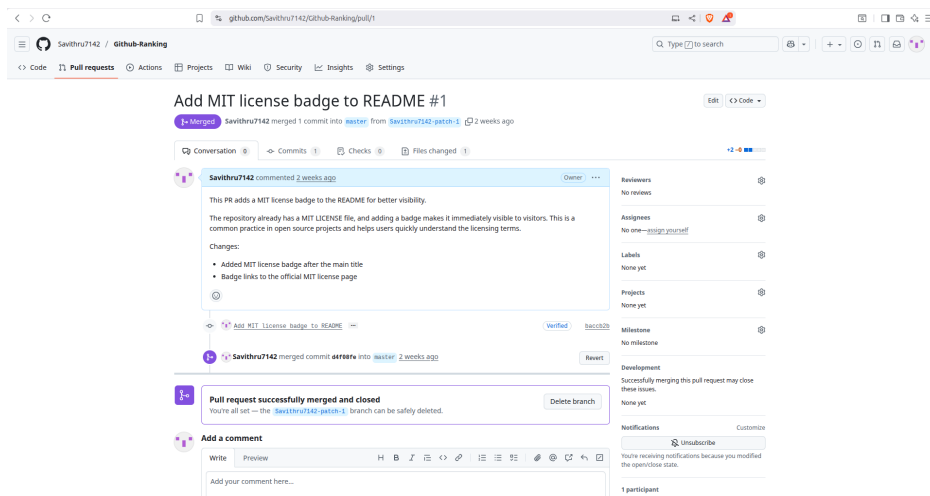 github.com/Savithru7142/Github-Ranking/pull/1
Savithru7142 / Github-Ranking
Type / to search
Code Pull requests Actions Projects Wiki Security Insights Settings
Add MIT license badge to README #1
Edit Code
Merged Savithru7142 merged 1 commit into master from Savithru7142-patch-1 2 weeks ago
Conversation 0 Commits 1 Checks 0 Files changed 1
+2 -0
Savithru7142 commented 2 weeks ago
Owner
This PR adds a MIT license badge to the README for better visibility.
The repository already has a MIT LICENSE file, and adding a badge makes it immediately visible to visitors. This is a
common practice in open source projects and helps users quickly understand the licensing terms.
Changes:
• Added MIT license badge after the main title
• Badge links to the official MIT license page
Add MIT license badge to README
Verified
baccb2b
Savithru7142 merged commit d4f08fe into master 2 weeks ago
Revert
Pull request successfully merged and closed
You're all set — the Savithru7142-patch-1 branch can be safely deleted.
Delete branch
Add a comment
Write Preview
H B I
Add your comment here...
Reviewers
No reviews
Assignees
No one—assign yourself
Labels
None yet
Projects
None yet
Milestone
No milestone
Development
Successfully merging this pull request may close
these issues.
None yet
Notifications
Customize
Unsubscribe
You're receiving notifications because you modified
the open/close state.
1 participant